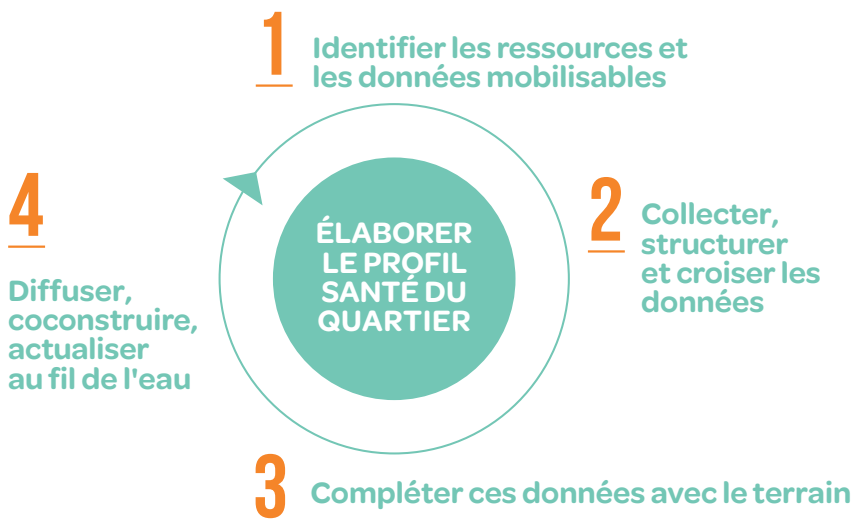 1
Identifier les ressources et
les données mobilisables
2
Collecter,
structurer
et croiser les
données
3
Compléter ces données avec le terrain
4
Diffuser,
coconstruire,
actualiser
au fil de l'eau
ÉLABORER
LE PROFIL
SANTÉ DU
QUARTIER